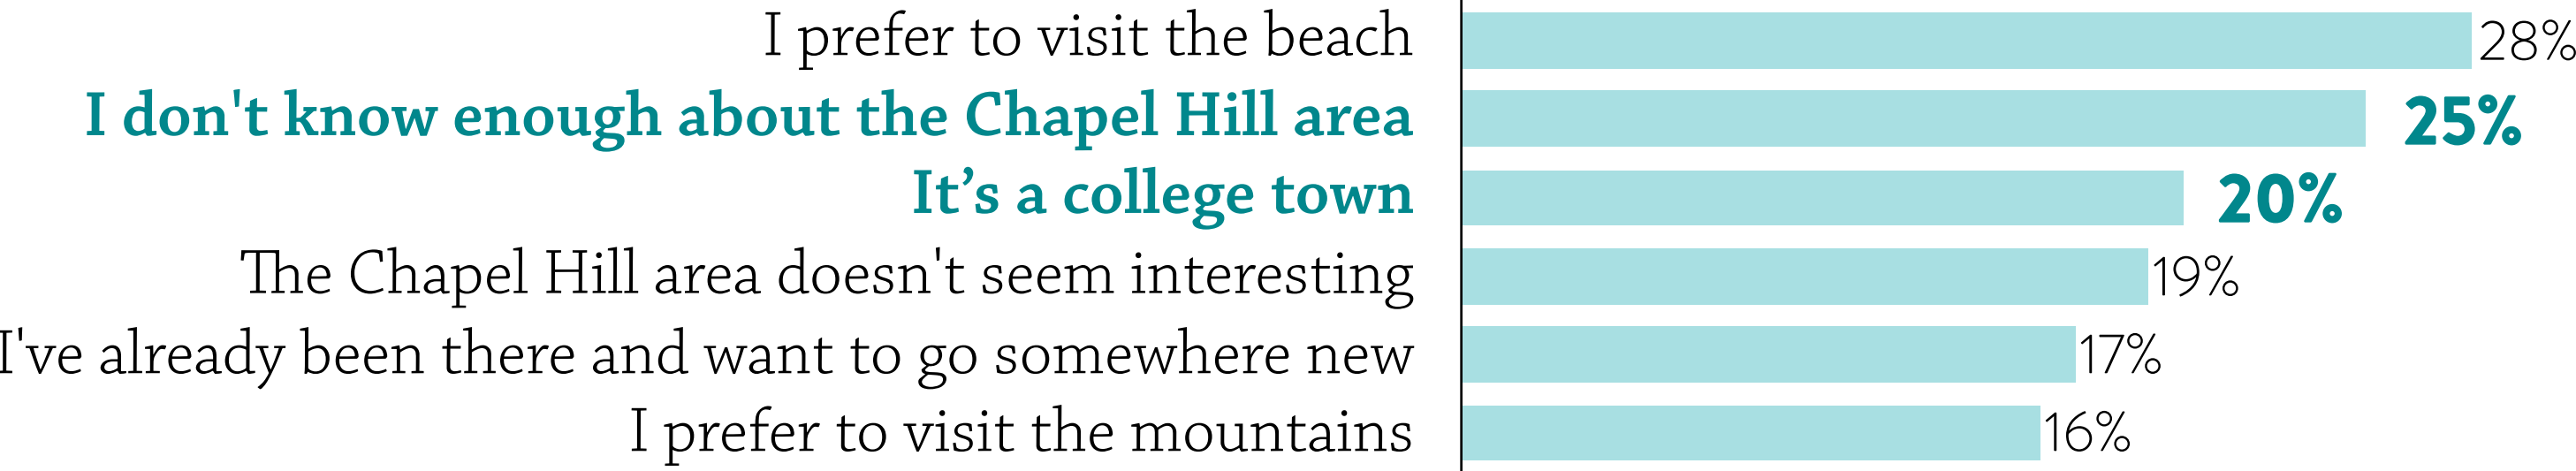 I prefer to visit the beach 28%
I don't know enough about the Chapel Hill area 25%
It’s a college town 20%
The Chapel Hill area doesn't seem interesting 19%
I've already been there and want to go somewhere new 17%
I prefer to visit the mountains 16%